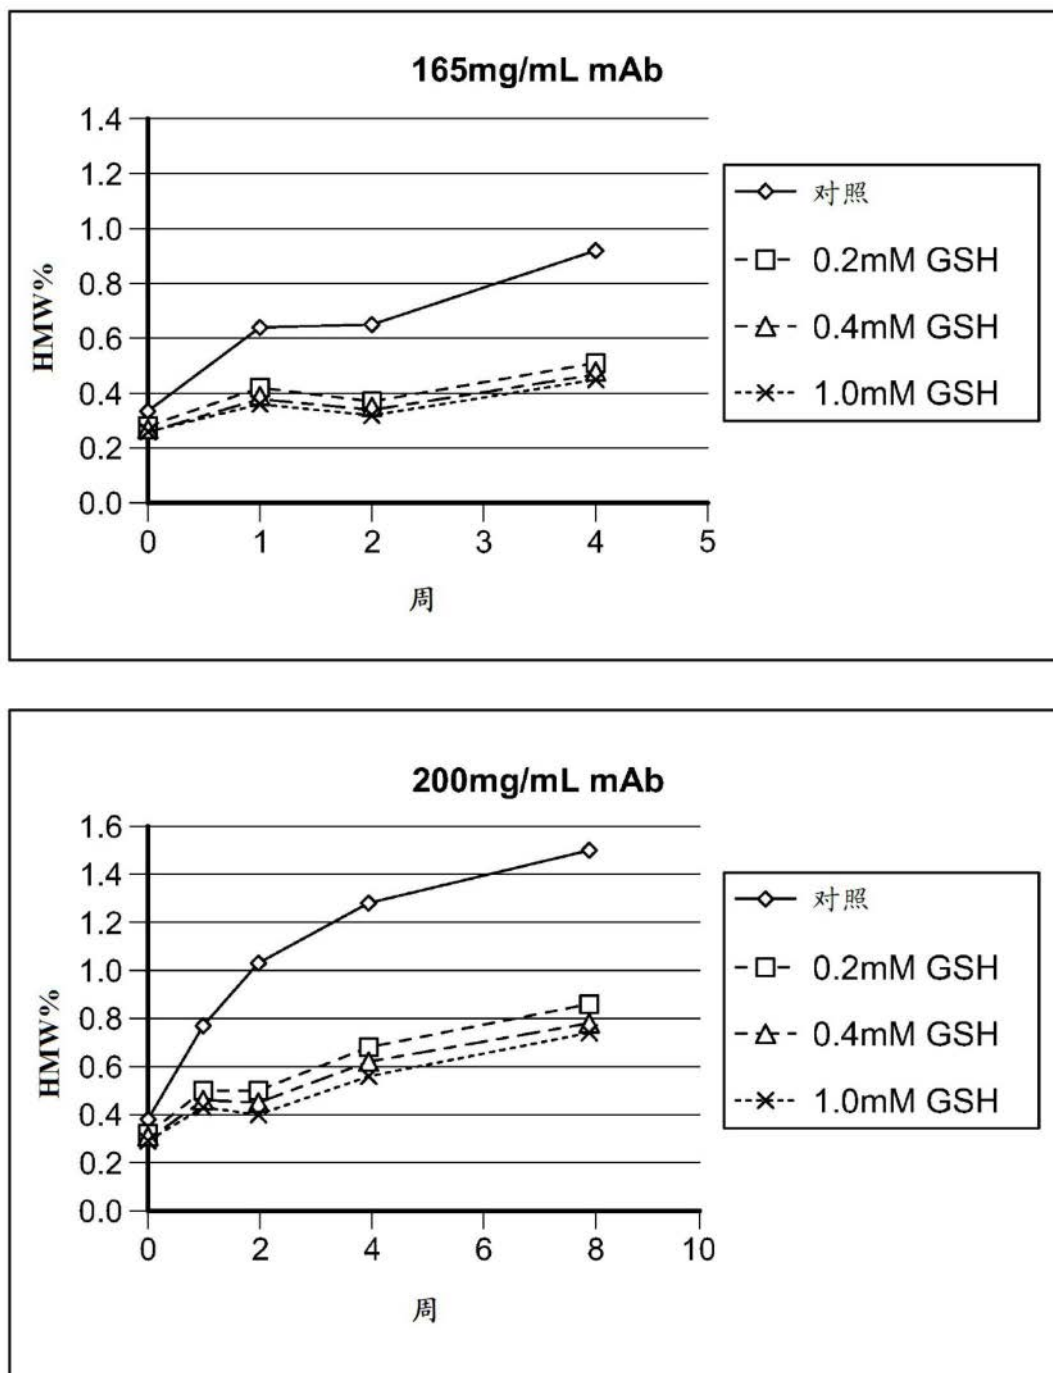 165mg/mL mAb
1.4
1.2
1.0
0.8
0.6
0.4
0.2
0.0
HMW%
0 1 2 3 4 5
周
对照
0.2mM GSH
0.4mM GSH
1.0mM GSH
200mg/mL mAb
1.6
1.4
1.2
1.0
0.8
0.6
0.4
0.2
0.0
HMW%
0 2 4 6 8 10
周
对照
0.2mM GSH
0.4mM GSH
1.0mM GSH